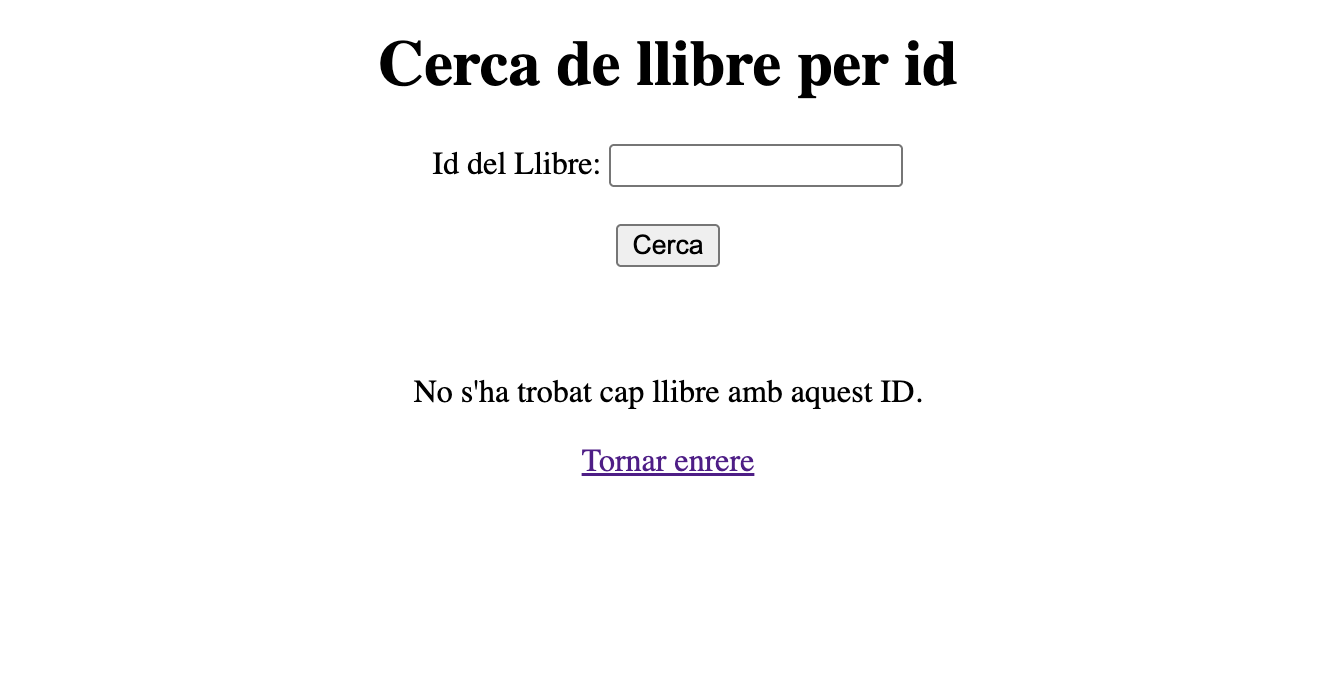 Cerca de llibre per id
Id del Llibre:
Cerca
No s'ha trobat cap llibre amb aquest ID.
Tornar enrere